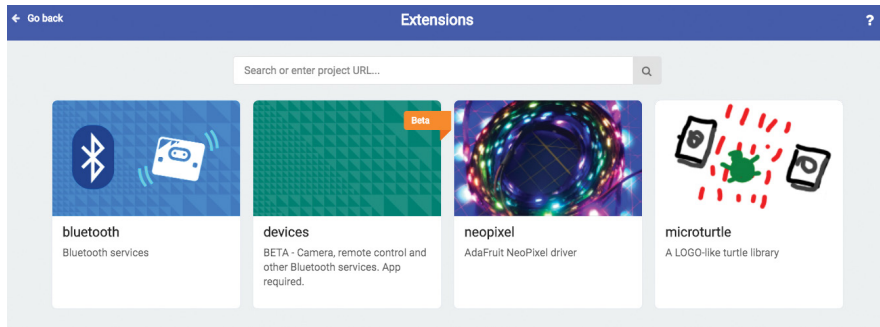 Go back
Extensions
?
Search or enter project URL...
Beta
bluetooth
Bluetooth services
devices
BETA - Camera, remote control and
other Bluetooth services. App
required.
neopixel
AdaFruit NeoPixel driver
microturtle
A LOGO-like turtle library